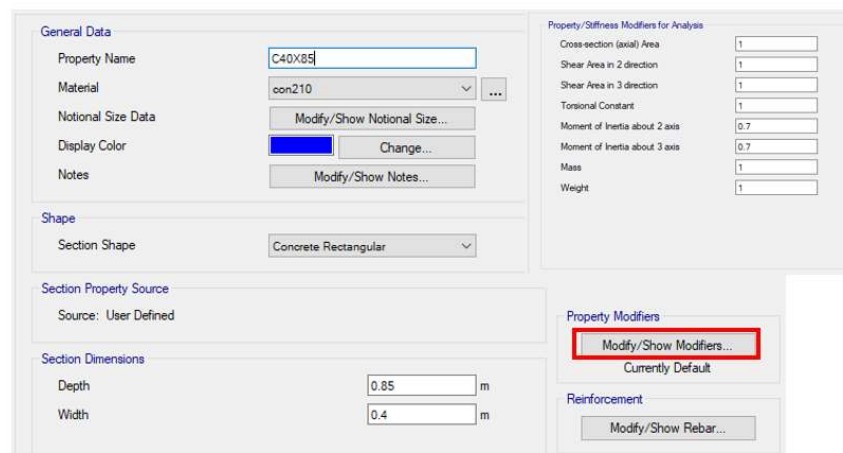 General Data
Property Name C40X85
Material con210 ...
Notional Size Data Modify/Show Notional Size...
Display Color Change...
Notes Modify/Show Notes...
Shape
Section Shape Concrete Rectangular
Section Property Source
Source: User Defined
Section Dimensions
Depth 0.85 m
Width 0.4 m
Property/Stiffness Modifiers for Analysis
Cross-section (axial) Area 1
Shear Area in 2 direction 1
Shear Area in 3 direction 1
Torsional Constant 1
Moment of Inertia about 2 axis 0.7
Moment of Inertia about 3 axis 0.7
Mass 1
Weight 1
Property Modifiers
Modify/Show Modifiers...
Currently Default
Reinforcement
Modify/Show Rebar...